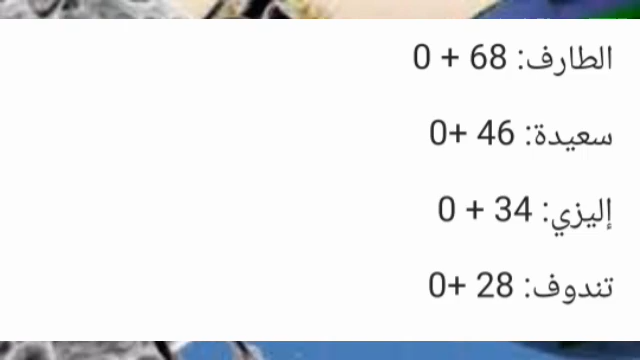 الطارف: 68 + 0
سعيدة: 46 +0
إليزي: 34 + 0
تندوف: 28 +0